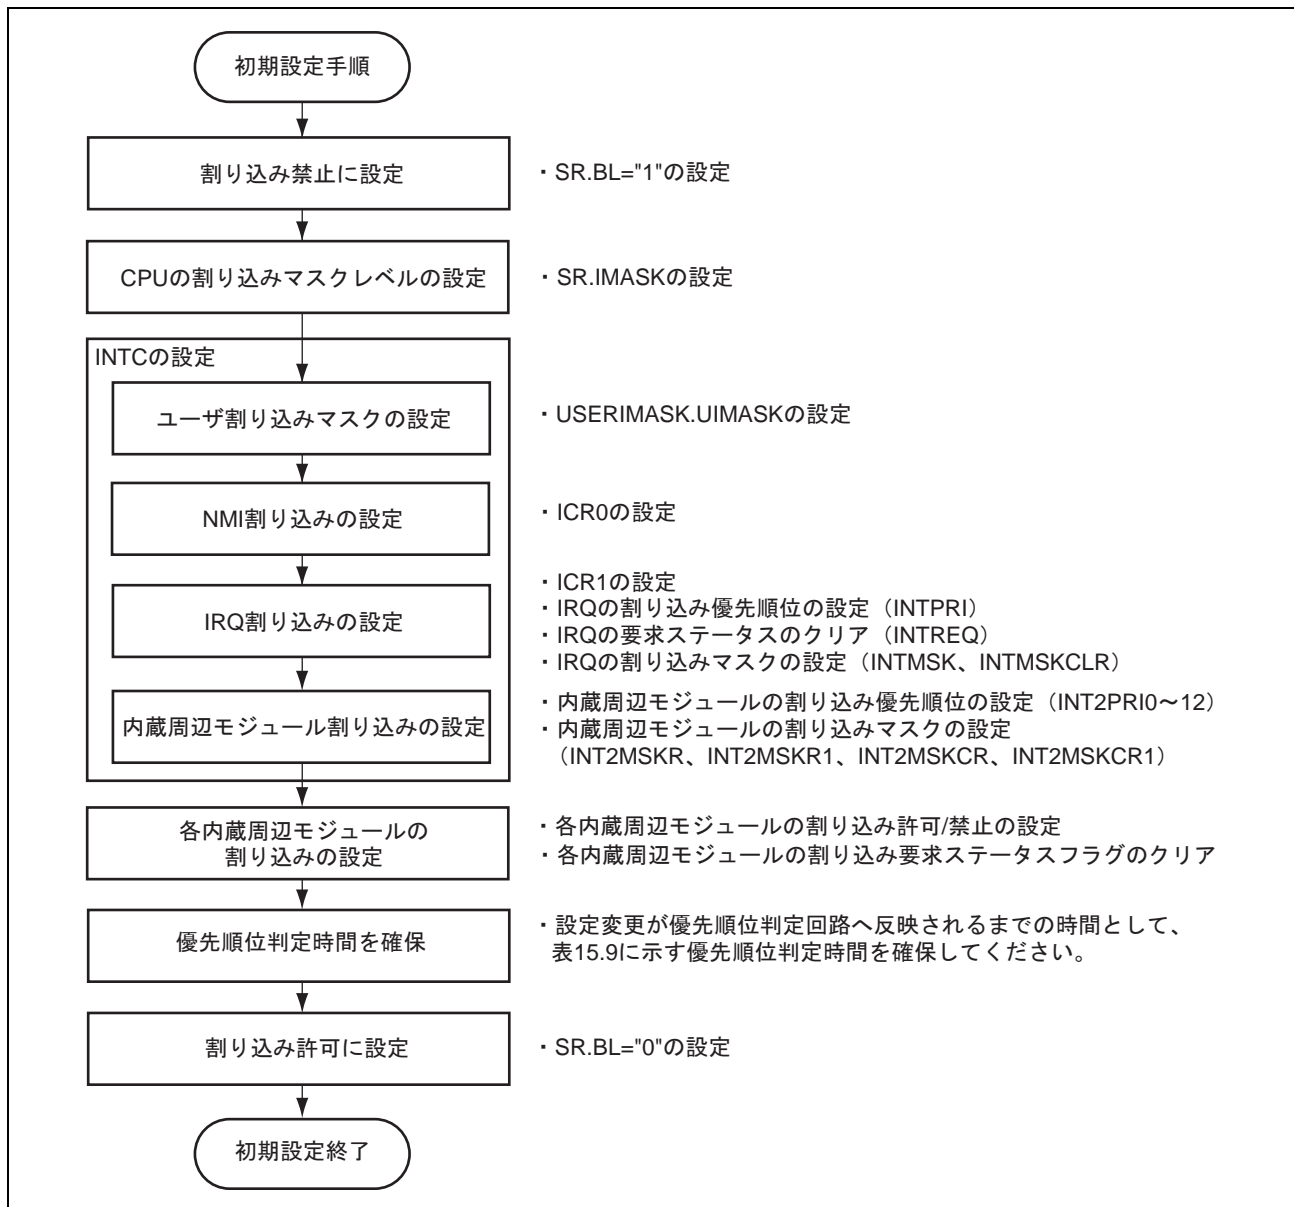 初期設定手順
割り込み禁止に設定
・SR.BL="1"の設定
CPUの割り込みマスクレベルの設定
・SR.IMASKの設定
INTCの設定
ユーザ割り込みマスクの設定
・USERIMASK.UIMASKの設定
NMI割り込みの設定
・ICR0の設定
IRQ割り込みの設定
・ICR1の設定
・IRQの割り込み優先順位の設定（INTPRI）
・IRQの要求ステータスのクリア（INTREQ）
・IRQの割り込みマスクの設定（INTMSK、INTMSKCLR）
内蔵周辺モジュール割り込みの設定
・内蔵周辺モジュールの割り込み優先順位の設定（INT2PRI0～12）
・内蔵周辺モジュールの割り込みマスクの設定
（INT2MSKR、INT2MSKR1、INT2MSKCR、INT2MSKCR1）
各内蔵周辺モジュールの
割り込みの設定
・各内蔵周辺モジュールの割り込み許可/禁止の設定
・各内蔵周辺モジュールの割り込み要求ステータスフラグのクリア
優先順位判定時間を確保
・設定変更が優先順位判定回路へ反映されるまでの時間として、
表15.9に示す優先順位判定時間を確保してください。
割り込み許可に設定
・SR.BL="0"の設定
初期設定終了